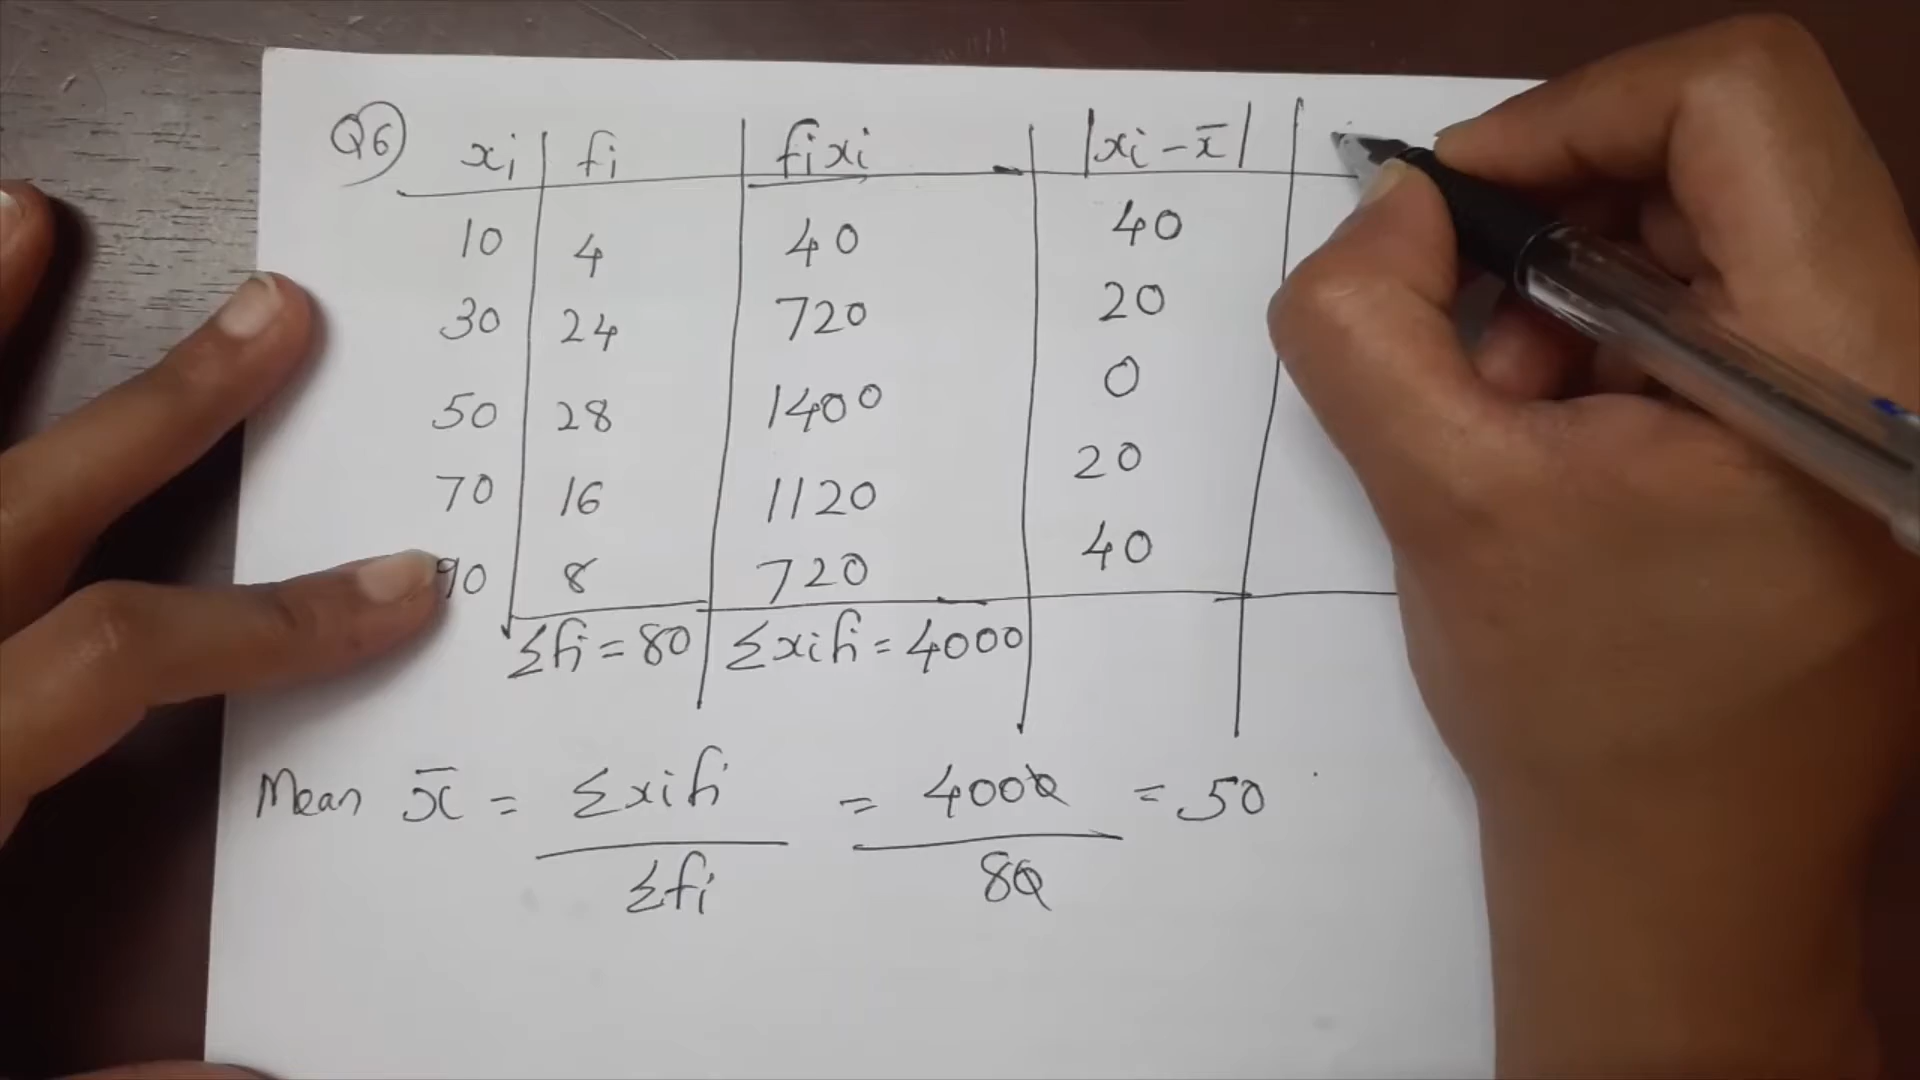 Q6 xi fi fixi |xi - x̄|
10 4 40 40
30 24 720 20
50 28 1400 0
70 16 1120 20
90 8 720 40
Σfi = 80 Σxifi = 4000
Mean x̄ = Σxifi / Σfi = 4000 / 80 = 50